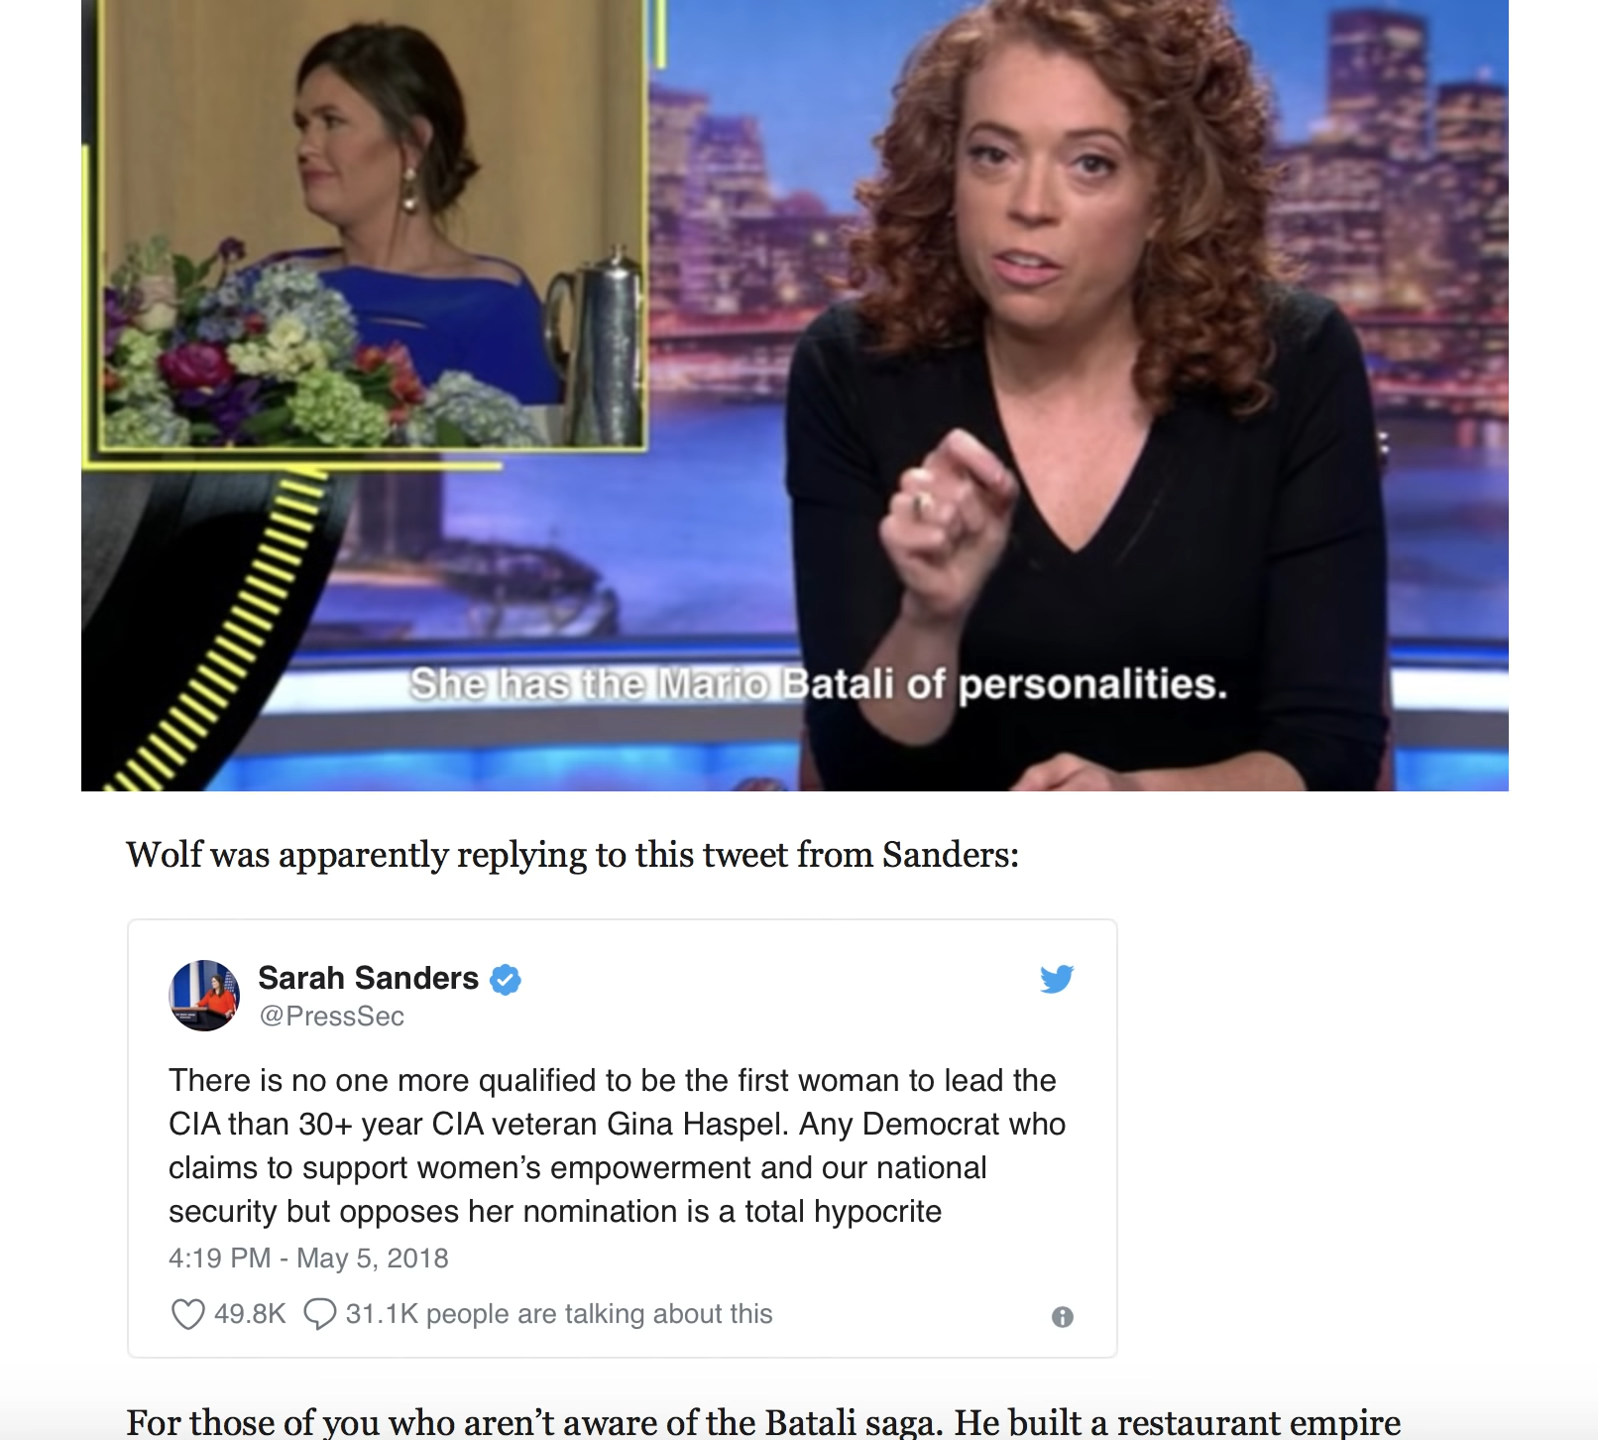 She has the Mario Batali of personalities.
Wolf was apparently replying to this tweet from Sanders:
Sarah Sanders
@PressSec
There is no one more qualified to be the first woman to lead the
CIA than 30+ year CIA veteran Gina Haspel. Any Democrat who
claims to support women’s empowerment and our national
security but opposes her nomination is a total hypocrite
4:19 PM - May 5, 2018
49.8K 31.1K people are talking about this
For those of you who aren’t aware of the Batali saga. He built a restaurant empire